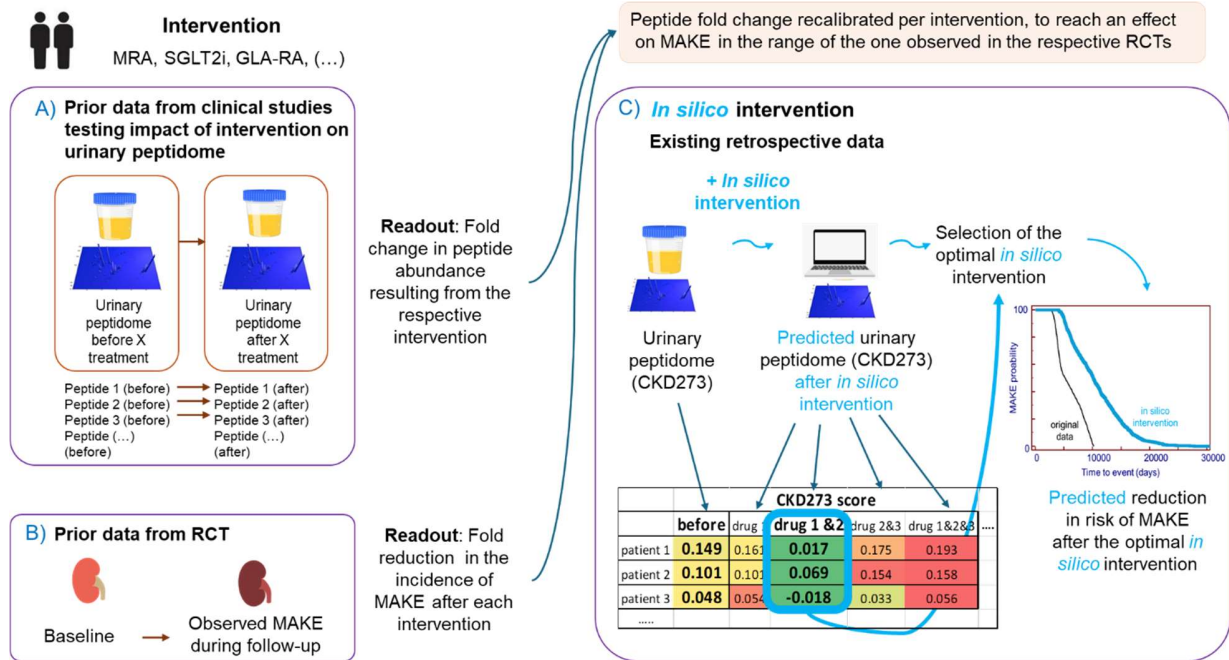 Intervention
MRA, SGLT2i, GLA-RA, (…)
Peptide fold change recalibrated per intervention, to reach an effect
on MAKE in the range of the one observed in the respective RCTs
A) Prior data from clinical studies
testing impact of intervention on
urinary peptidome
Urinary
peptidome
before X
treatment
Urinary
peptidome
after X
treatment
Peptide 1 (before)
Peptide 1 (after)
Peptide 2 (before)
Peptide 2 (after)
Peptide 3 (before)
Peptide 3 (after)
Peptide (…)
(before)
Peptide (…)
(after)
Readout: Fold
change in peptide
abundance
resulting from the
respective
intervention
B) Prior data from RCT
Baseline
Observed MAKE
during follow-up
Readout: Fold
reduction in the
incidence of
MAKE after each
intervention
C) In silico intervention
Existing retrospective data
+ In silico
intervention
Urinary
peptidome
(CKD273)
Predicted urinary
peptidome (CKD273)
after in silico
intervention
Selection of the
optimal in silico
intervention
MAKE proability
100
0
original
data
in silico
intervention
0 10000 20000 30000
Time to event (days)
Predicted reduction
in risk of MAKE
after the optimal in
silico intervention
CKD273 score
before drug 1 drug 1 &2 drug 2&3 drug 1&2&3 ....
patient 1 0.149 0.161 0.017 0.175 0.193
patient 2 0.101 0.101 0.069 0.154 0.158
patient 3 0.048 0.054 -0.018 0.033 0.056
.....